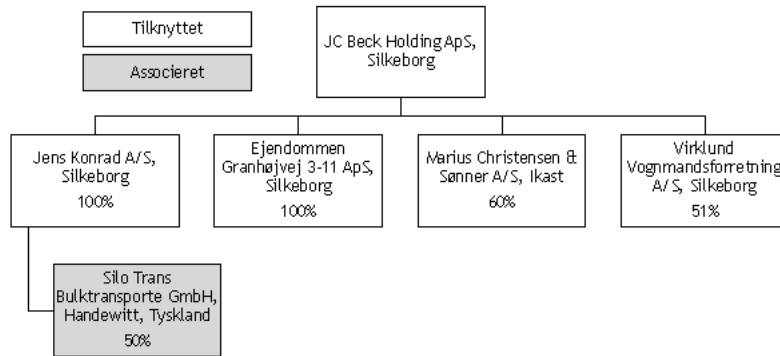 Tilknyttet
Associeret
JC Beck Holding ApS,
Silkeborg
Jens Konrad A/S,
Silkeborg
100%
Ejendommen
Granhøjvej 3-11 ApS,
Silkeborg
100%
Marius Christensen &
Sønner A/S, Ikast
60%
Virklund
Vognmandsforretning
A/S, Silkeborg
51%
Silo Trans
Bulktransporte GmbH,
Handewitt, Tyskland
50%